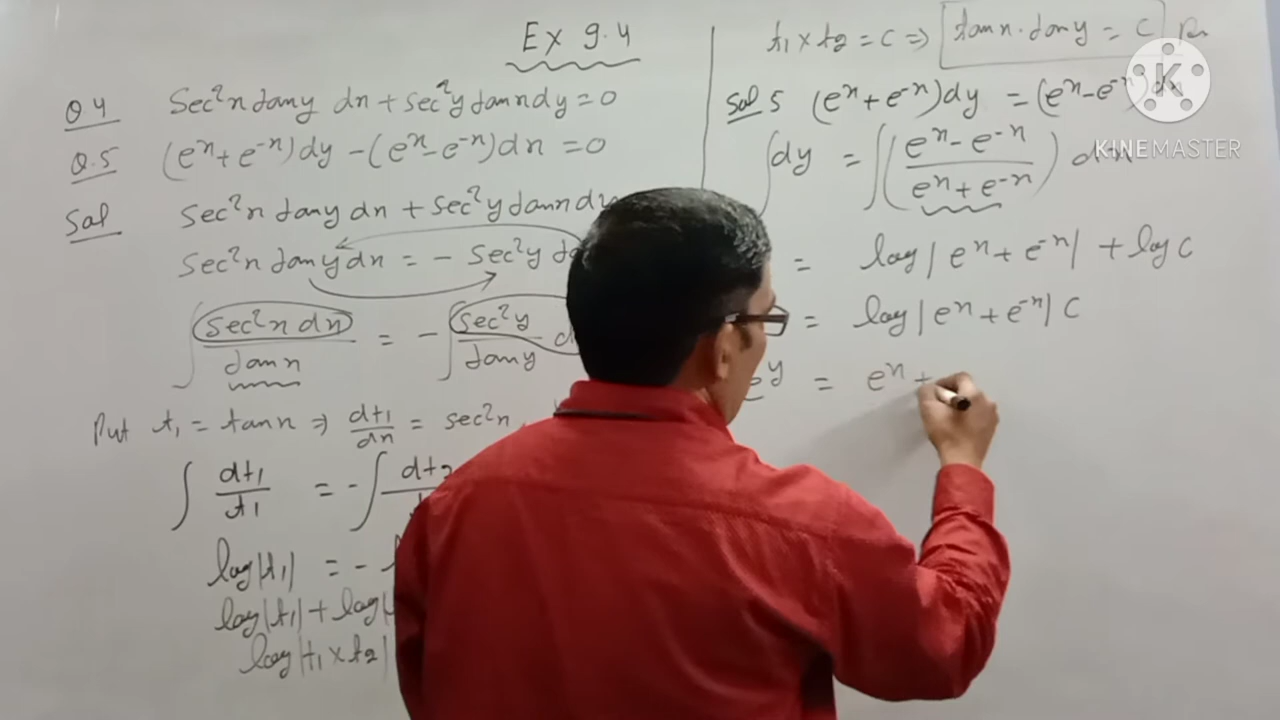 Ex 9.4
Q 4 Sec²x tany dx + sec²y tanx dy = 0
Q.5 (eˣ + e⁻ˣ) dy - (eˣ - e⁻ˣ) dx = 0
Sol Sec²x tany dx + sec²y tanx
Sec²x tany dx = - Sec²y
∫ sec²x dx / tanx = - ∫ sec²y / tany
Put t₁ = tanx ⇒ dt₁/dx = sec²x
∫ dt₁/t₁ = - ∫ dt₂
log|t₁| = -
log|t₁| + log|
log|t₁ × t₂|
t₁ × t₂ = c ⇒ tanx · tany = C
Sol 5 (eˣ + e⁻ˣ) dy = (eˣ - e⁻ˣ)
∫ dy = ∫ ( eˣ - e⁻ˣ / eˣ + e⁻ˣ ) dx
= log|eˣ + e⁻ˣ| + log C
= log|eˣ + e⁻ˣ| C
eʸ = eˣ +
K
KINEMASTER